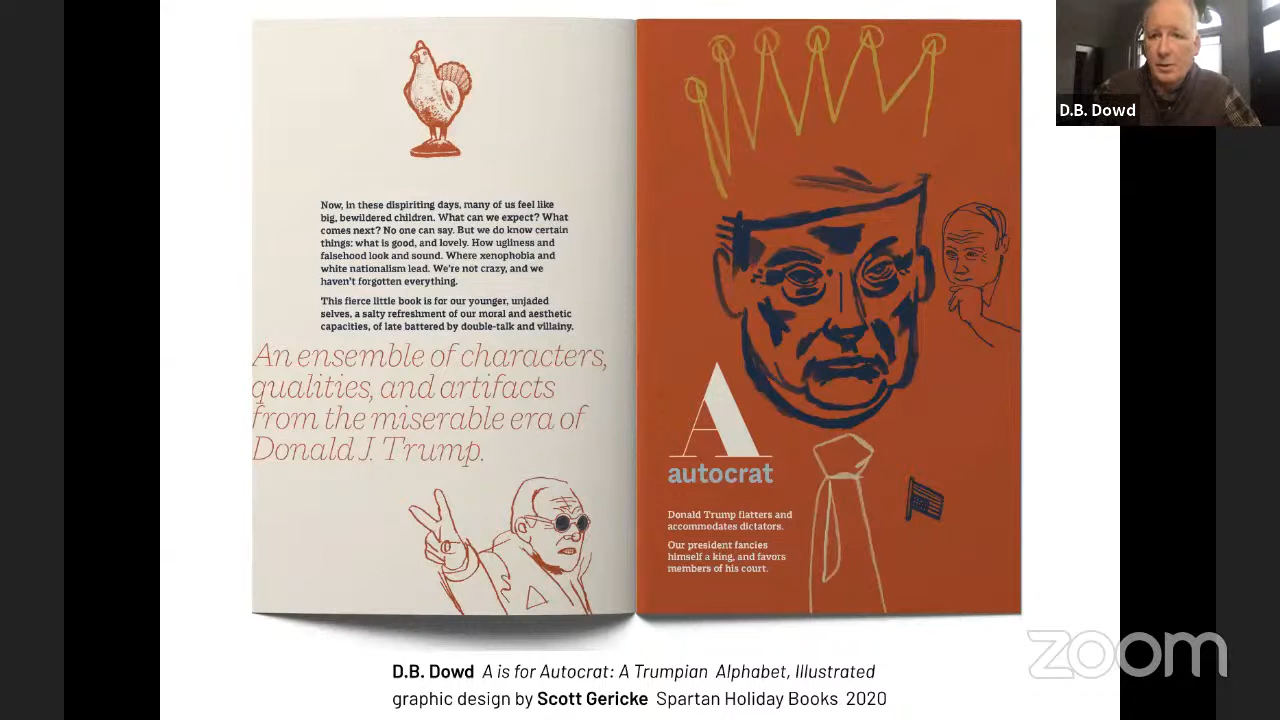 D.B. Dowd
Now, in these dispiriting days, many of us feel like
big, bewildered children. What can we expect? What
comes next? No one can say. But we do know certain
things: what is good, and lovely. How ugliness and
falsehood look and sound. Where xenophobia and
white nationalism lead. We're not crazy, and we
haven't forgotten everything.
This fierce little book is for our younger, unjaded
selves, a salty refreshment of our moral and aesthetic
capacities, of late battered by double-talk and villainy.
An ensemble of characters,
qualities, and artifacts
from the miserable era of
Donald J. Trump.
A
autocrat
Donald Trump flatters and
accommodates dictators.
Our president fancies
himself a king, and favors
members of his court.
D.B. Dowd A is for Autocrat: A Trumpian Alphabet, Illustrated
graphic design by Scott Gericke Spartan Holiday Books 2020
zoom